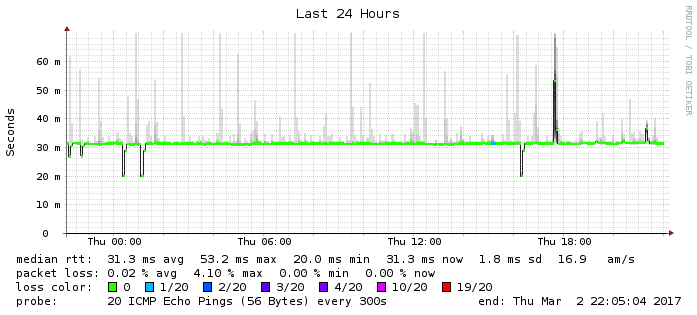 Last 24 Hours
RRDTOOL / TOBI OETIKER
Seconds
60 m
50 m
40 m
30 m
20 m
10 m
0
Thu 00:00 Thu 06:00 Thu 12:00 Thu 18:00
median rtt: 31.3 ms avg 53.2 ms max 20.0 ms min 31.3 ms now 1.8 ms sd 16.9 am/s
packet loss: 0.02 % avg 4.10 % max 0.00 % min 0.00 % now
loss color: 0 1/20 2/20 3/20 4/20 10/20 19/20
probe: 20 ICMP Echo Pings (56 Bytes) every 300s end: Thu Mar 2 22:05:04 2017